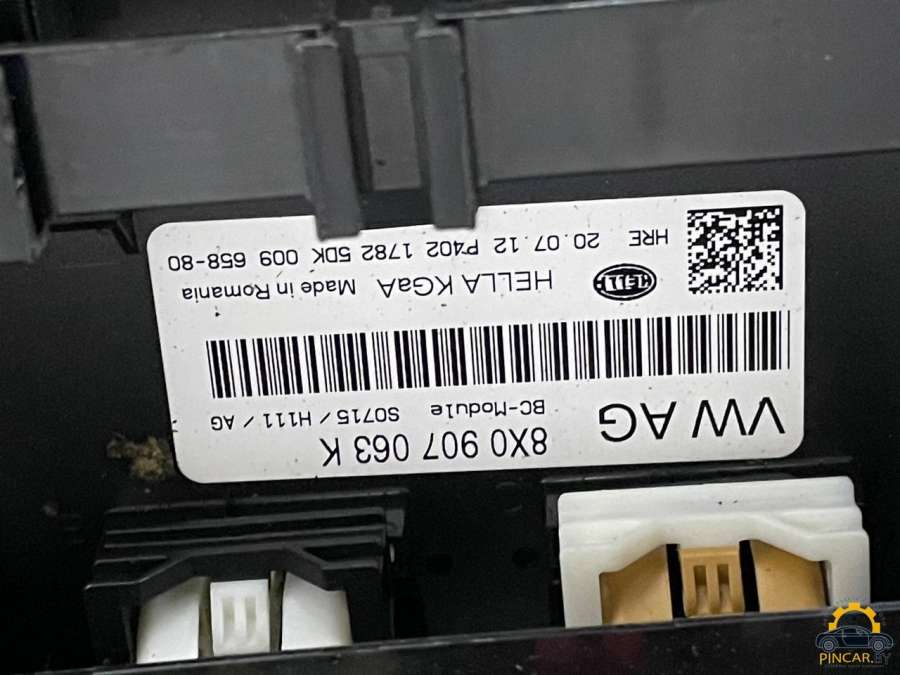 VW AG 8X0 907 063 K
BC-Module S0715 / H111 / AG
HELLA HELLA KGaA Made in Romania
HRE 20.07.12 P402 1782 5DK 009 658-80
PINCAR.BY